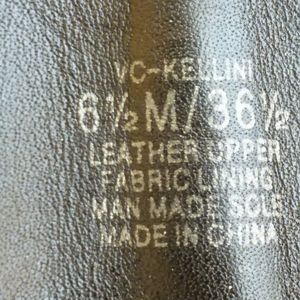 VC-KELLINI
6½M/36½
LEATHER UPPER
FABRIC LINING
MAN MADE SOLE
MADE IN CHINA